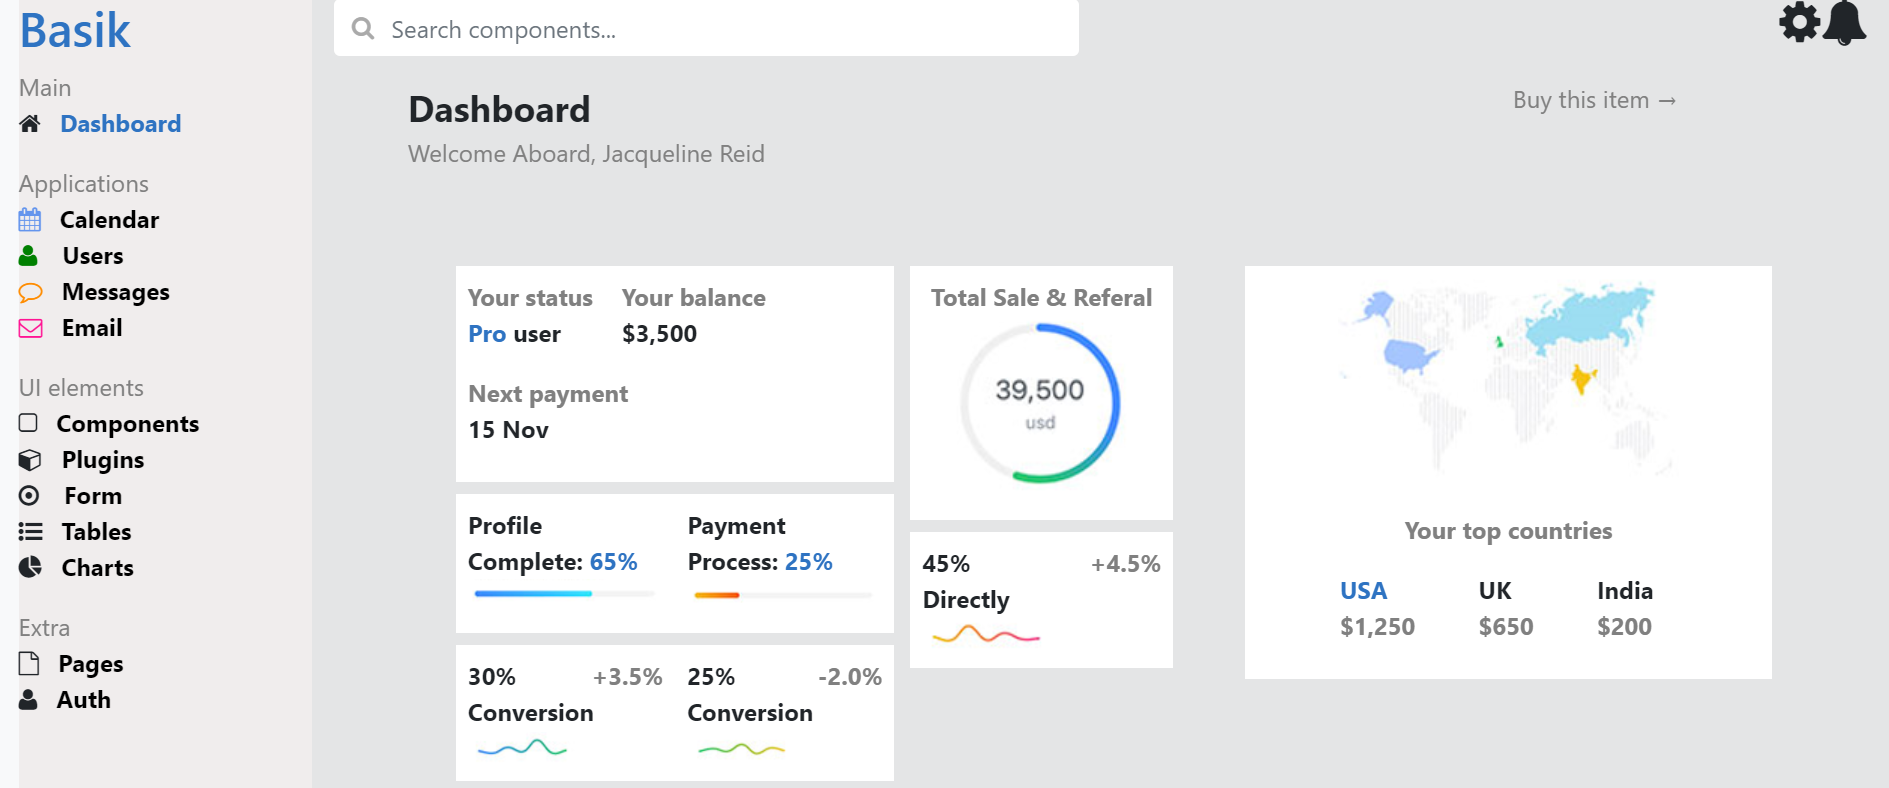 Basik
Search components...
Main
Dashboard
Applications
Calendar
Users
Messages
Email
UI elements
Components
Plugins
Form
Tables
Charts
Extra
Pages
Auth
Dashboard
Welcome Aboard, Jacqueline Reid
Buy this item →
Your status Your balance
Pro user $3,500
Next payment
15 Nov
Profile Payment
Complete: 65% Process: 25%
30% +3.5% 25% -2.0%
Conversion Conversion
Total Sale & Referal
39,500
usd
45% +4.5%
Directly
Your top countries
USA UK India
$1,250 $650 $200